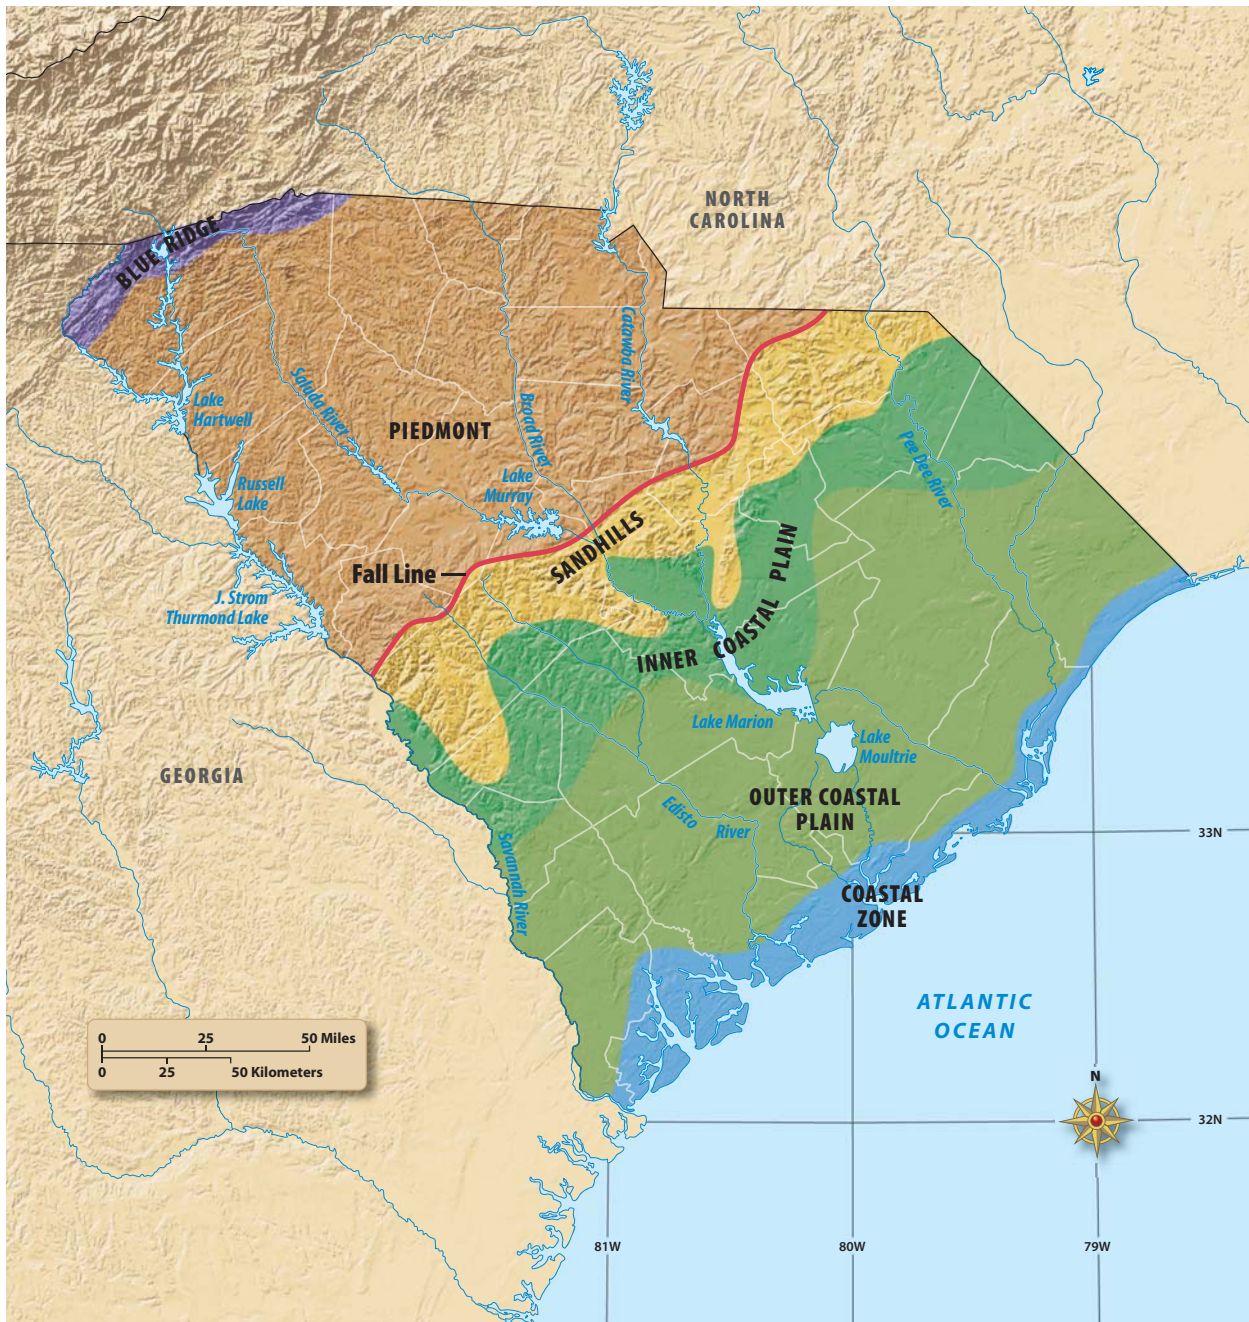 NORTH
CAROLINA
BLUE RIDGE
Catawba River
Saluda River
Broad River
Lake
Hartwell
PIEDMONT
Pee Dee River
Lake
Murray
Russell
Lake
SANDHILLS
Fall Line
INNER COASTAL PLAIN
J. Strom
Thurmond Lake
Lake Marion
Lake
Moultrie
GEORGIA
OUTER COASTAL
PLAIN
Edisto
River
33N
Savannah River
COASTAL
ZONE
ATLANTIC
OCEAN
0 25 50 Miles
0 25 50 Kilometers
N
32N
81W
80W
79W